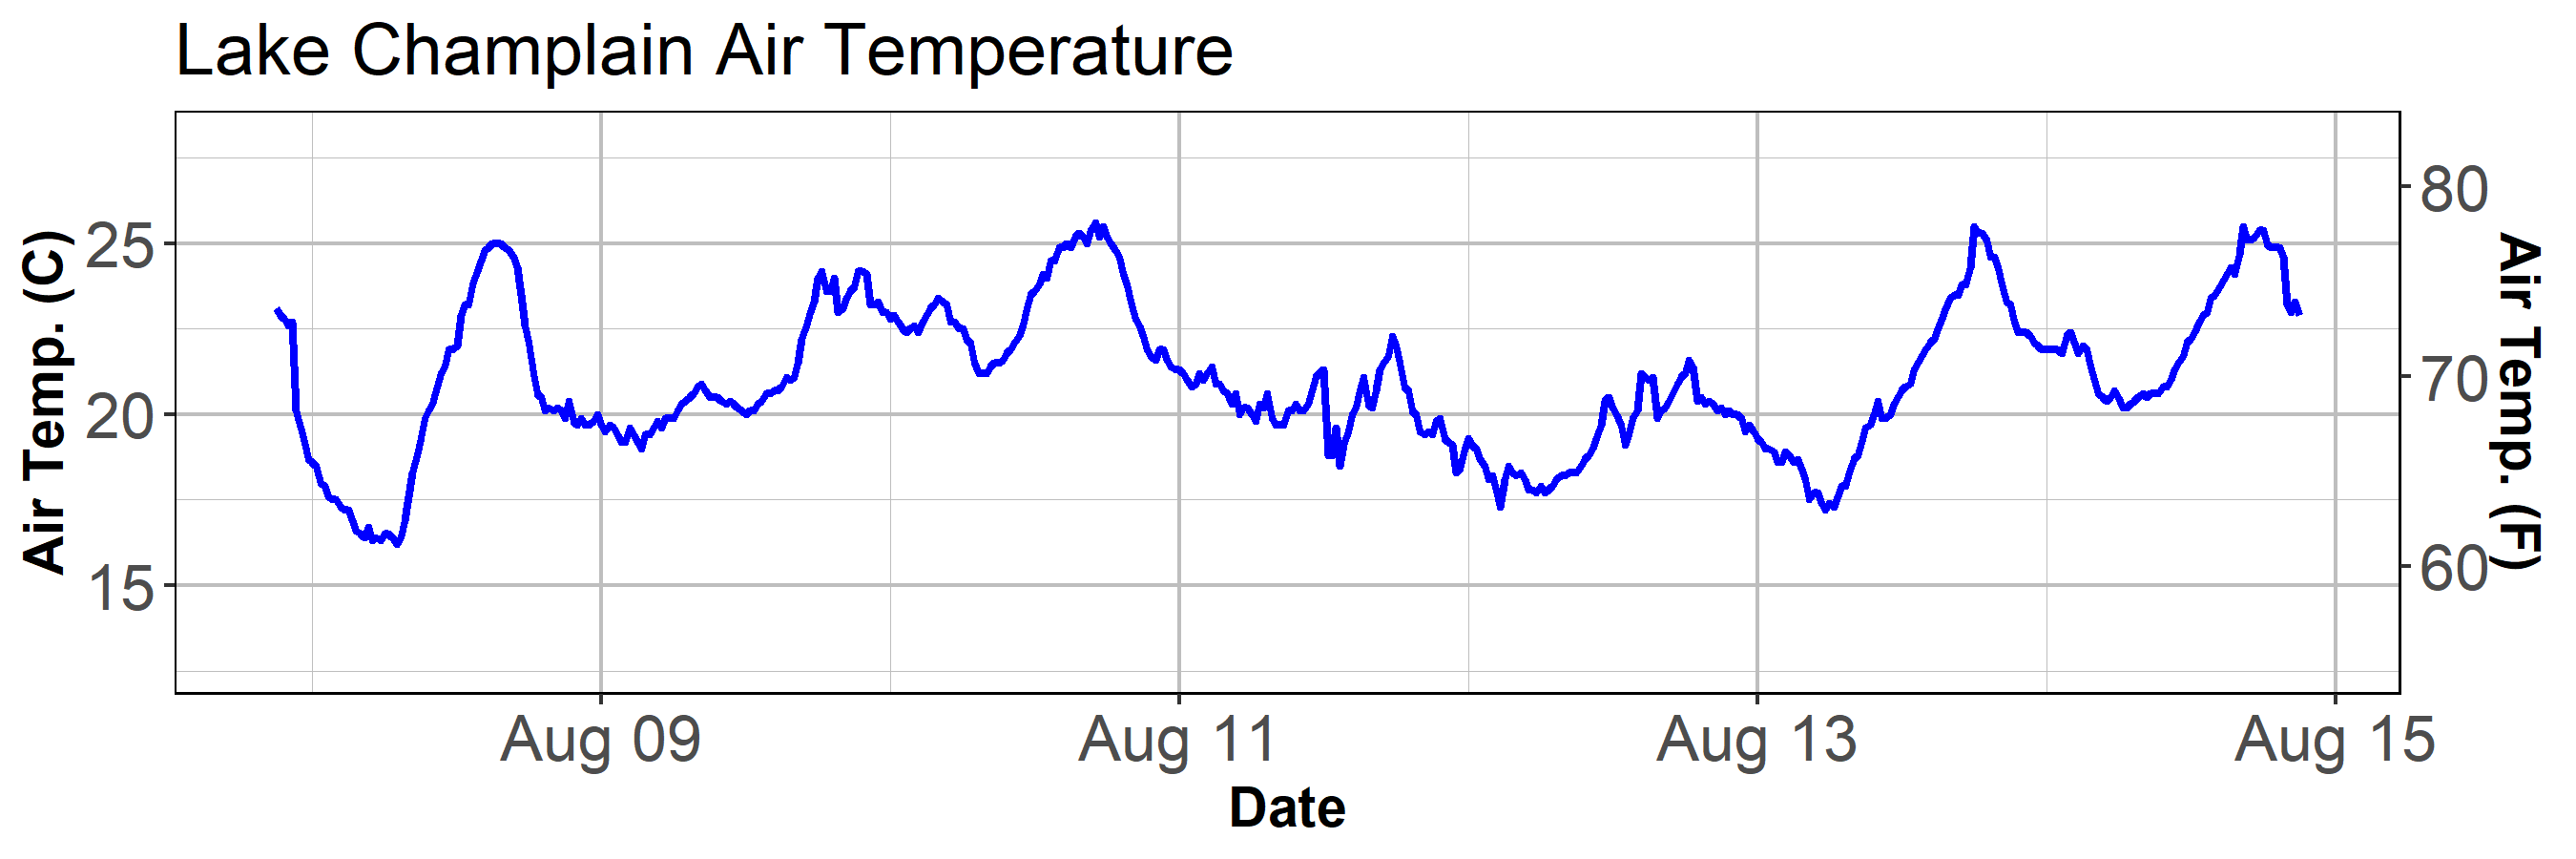 Lake Champlain Air Temperature
Air Temp. (C)
25
20
15
80
70
60
Air Temp. (F)
Aug 09 Aug 11 Aug 13 Aug 15
Date